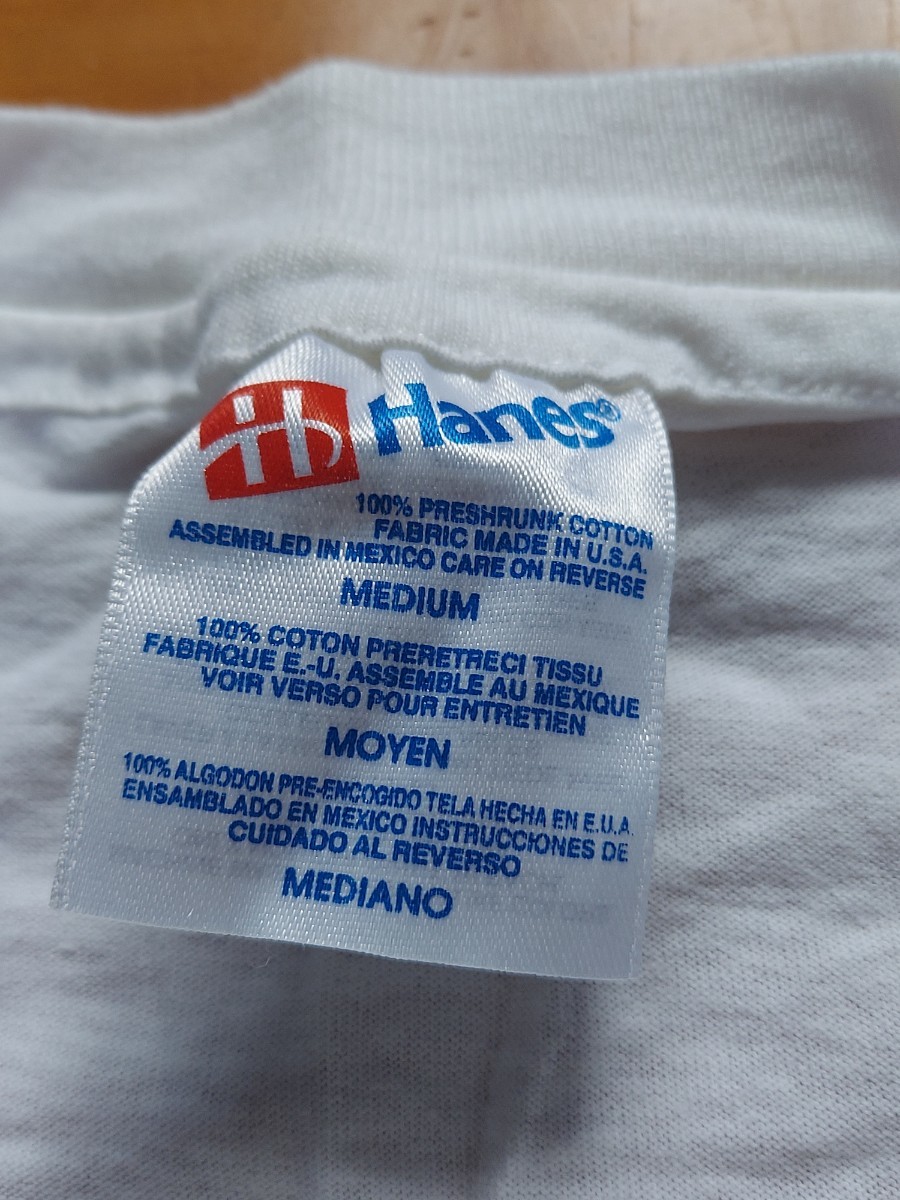 H Hanes®
100% PRESHRUNK COTTON
FABRIC MADE IN U.S.A.
ASSEMBLED IN MEXICO CARE ON REVERSE
MEDIUM
100% COTON PRERETRECI TISSU
FABRIQUE E.-U. ASSEMBLE AU MEXIQUE
VOIR VERSO POUR ENTRETIEN
MOYEN
100% ALGODON PRE-ENCOGIDO TELA HECHA EN E.U.A.
ENSAMBLADO EN MEXICO INSTRUCCIONES DE
CUIDADO AL REVERSO
MEDIANO